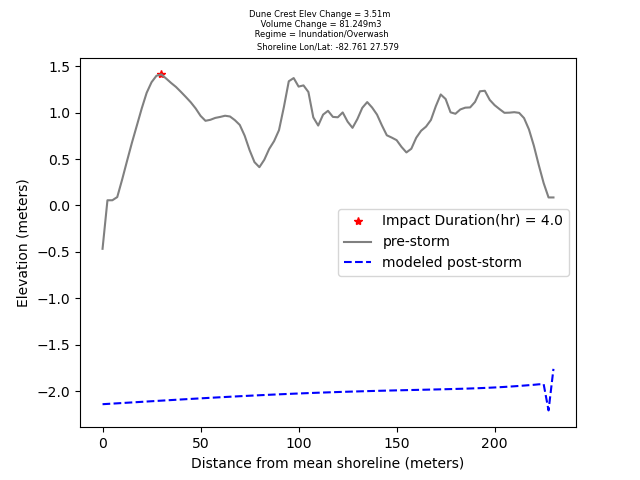 Dune Crest Elev Change = 3.51m
Volume Change = 81.249m3
Regime = Inundation/Overwash
Shoreline Lon/Lat: -82.761 27.579
1.5
1.0
0.5
0.0
−0.5
−1.0
−1.5
−2.0
Elevation (meters)
Impact Duration(hr) = 4.0
pre-storm
modeled post-storm
0
50
100
150
200
Distance from mean shoreline (meters)